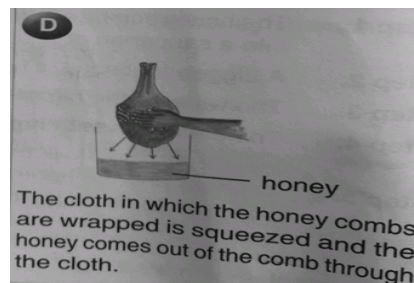 D
honey
The cloth in which the honey combs
are wrapped is squeezed and the
honey comes out of the comb through
the cloth.